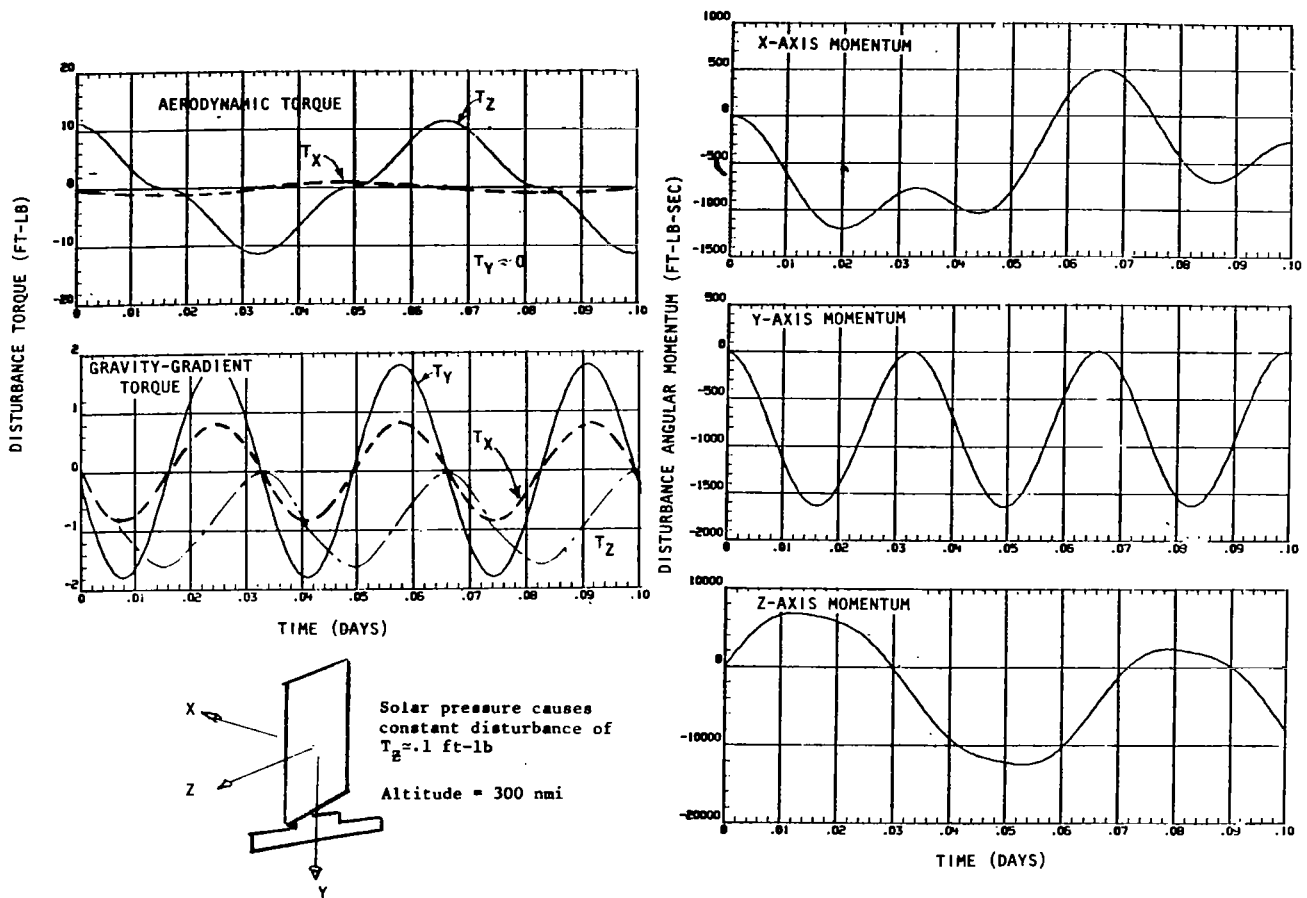 DISTURBANCE TORQUE (FT-LB)
20
10
0
-10
-20
AERODYNAMIC TORQUE
T_Z
T_X
T_Y≈0
0 .01 .02 .03 .04 .05 .06 .07 .08 .09 .10
2
1
0
-1
-2
GRAVITY-GRADIENT
TORQUE
T_Y
T_X
T_Z
0 .01 .02 .03 .04 .05 .06 .07 .08 .09 .10
TIME (DAYS)
X
Z
Y
Solar pressure causes
constant disturbance of
T_Z≈.1 ft-lb
Altitude = 300 nmi
DISTURBANCE ANGULAR MOMENTUM (FT-LB-SEC)
1000
500
0
-500
-1000
-1500
X-AXIS MOMENTUM
0 .01 .02 .03 .04 .05 .06 .07 .08 .09 .10
500
0
-500
-1000
-1500
-2000
Y-AXIS MOMENTUM
0 .01 .02 .03 .04 .05 .06 .07 .08 .09 .10
10000
0
-10000
-20000
Z-AXIS MOMENTUM
0 .01 .02 .03 .04 .05 .06 .07 .08 .09 .10
TIME (DAYS)